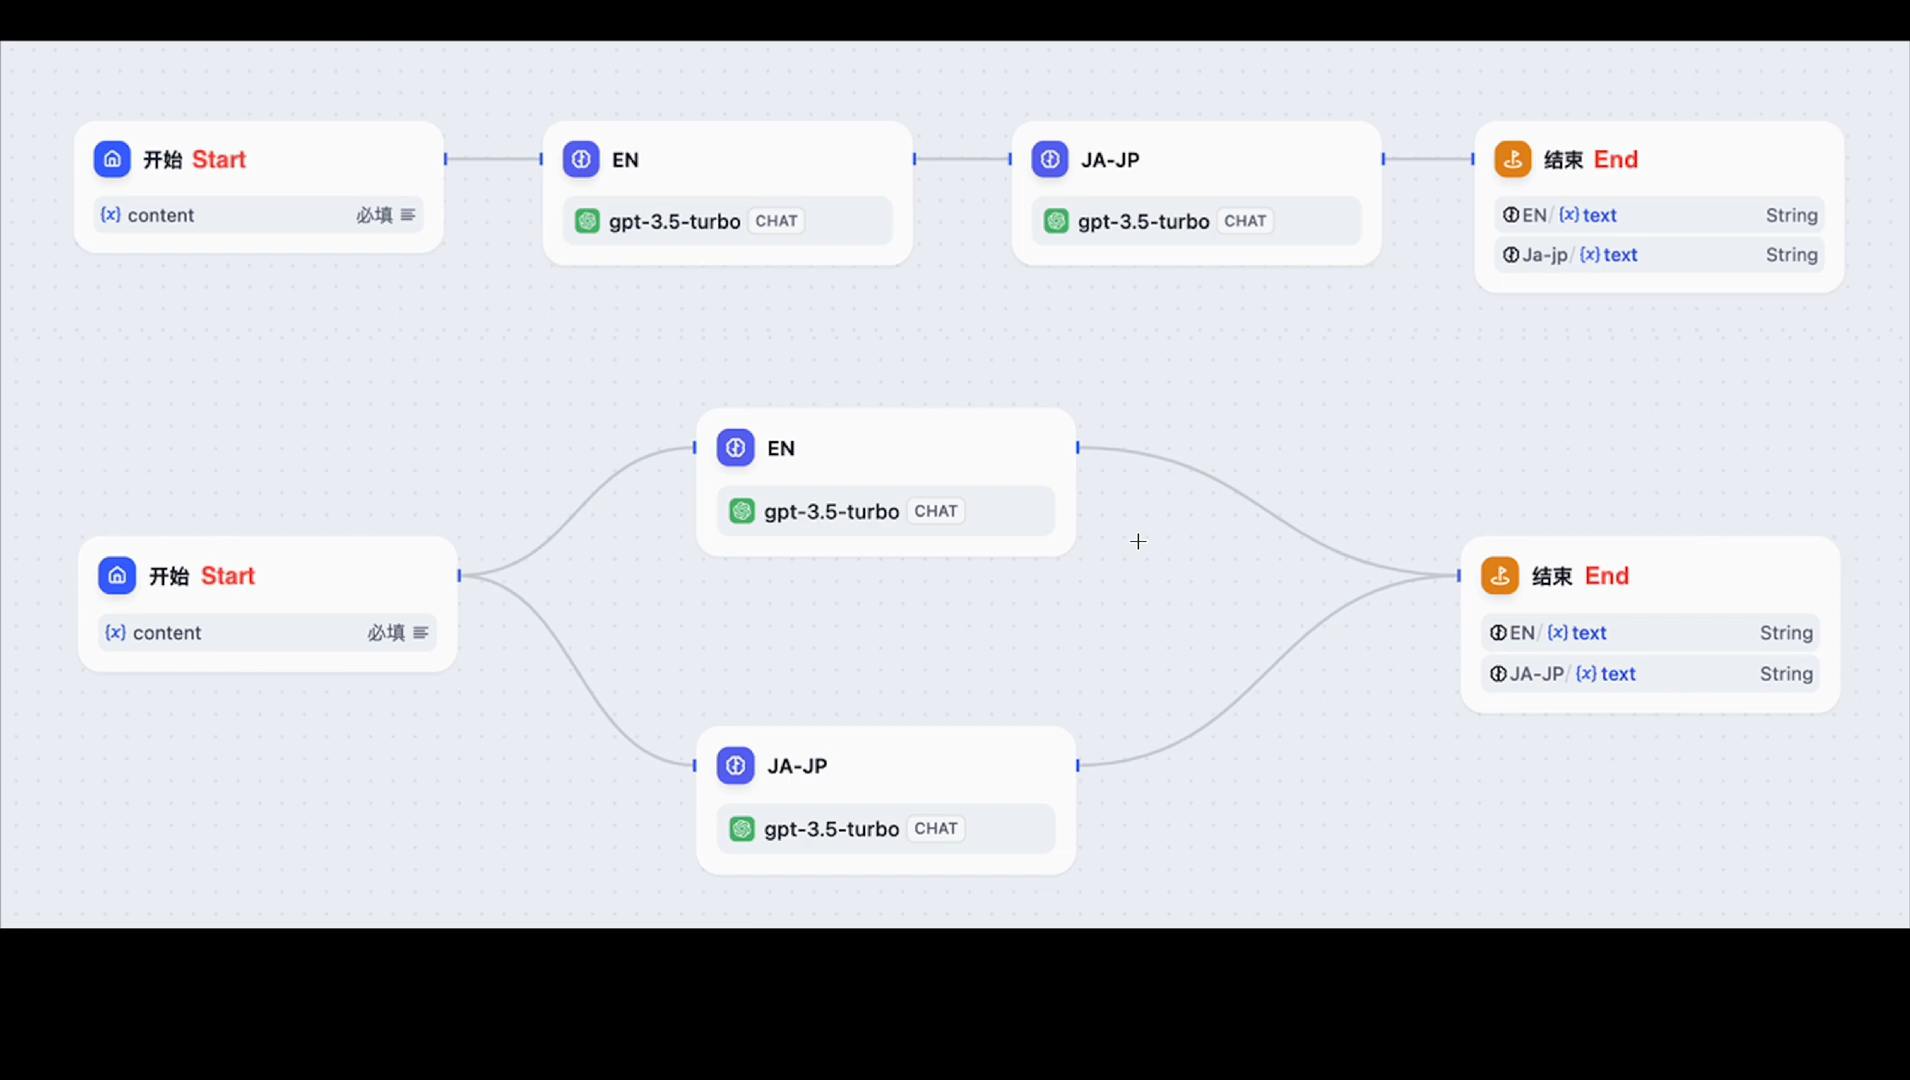 开始 Start
{x} content 必填
EN
gpt-3.5-turbo CHAT
JA-JP
gpt-3.5-turbo CHAT
结束 End
EN/{x} text String
Ja-jp/{x} text String
开始 Start
{x} content 必填
EN
gpt-3.5-turbo CHAT
JA-JP
gpt-3.5-turbo CHAT
结束 End
EN/{x} text String
JA-JP/{x} text String